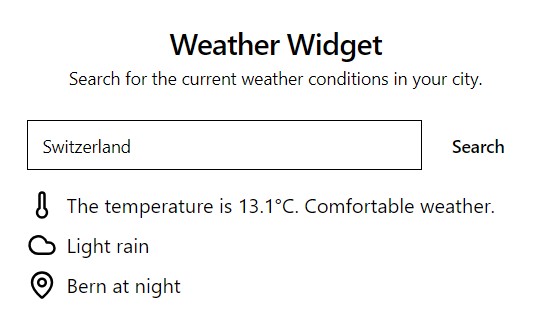 Weather Widget
Search for the current weather conditions in your city.
Switzerland
Search
The temperature is 13.1°C. Comfortable weather.
Light rain
Bern at night